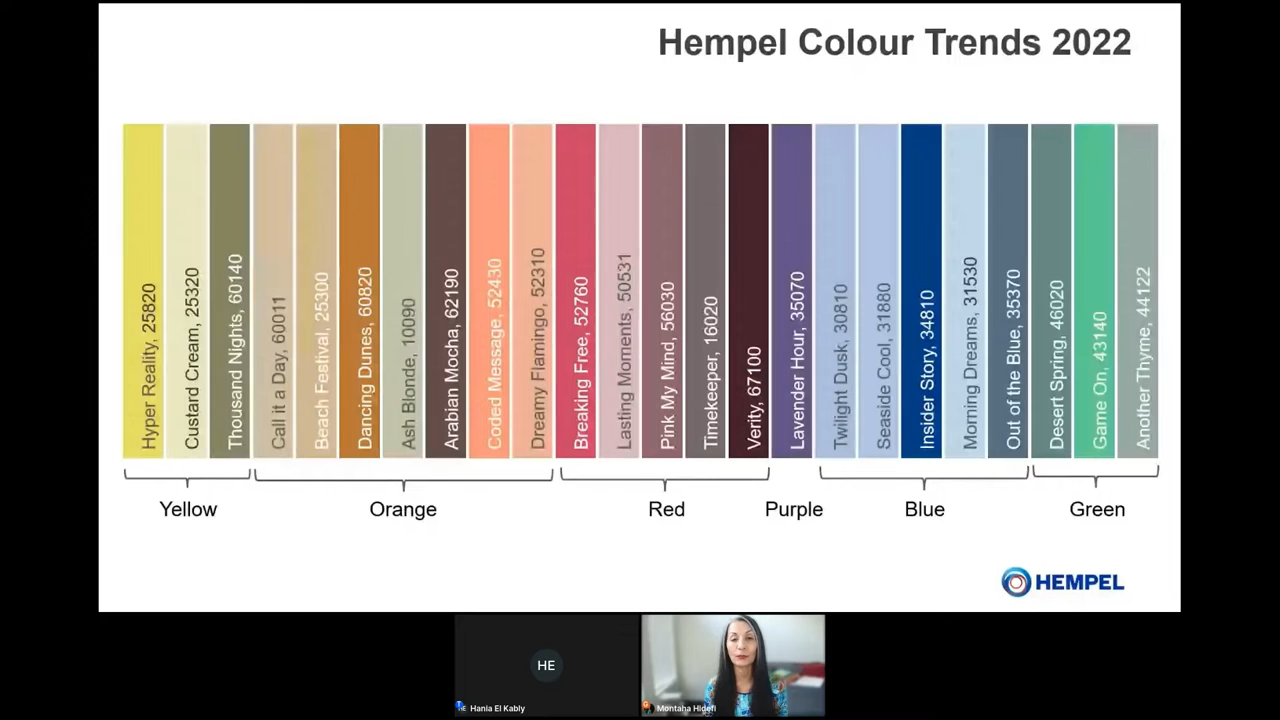 Hempel Colour Trends 2022
Hyper Reality, 25820
Custard Cream, 25320
Thousand Nights, 60140
Call it a Day, 60011
Beach Festival, 25300
Dancing Dunes, 60820
Ash Blonde, 10090
Arabian Mocha, 62190
Coded Message, 52430
Dreamy Flamingo, 52310
Breaking Free, 52760
Lasting Moments, 50531
Pink My Mind, 56030
Timekeeper, 16020
Verity, 67100
Lavender Hour, 35070
Twilight Dusk, 30810
Seaside Cool, 31880
Insider Story, 34810
Morning Dreams, 31530
Out of the Blue, 35370
Desert Spring, 46020
Game On, 43140
Another Thyme, 44122
Yellow
Orange
Red
Purple
Blue
Green
HEMPEL
HE
Hania El Kably
Montaha Hidefi